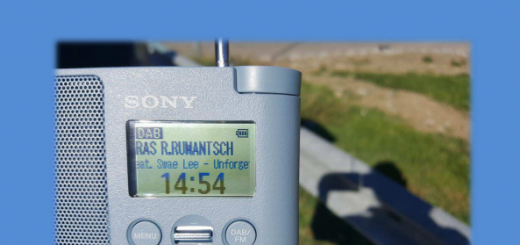 SONY
DAB
RAS R.RUMANTSCH
eat. Swae Lee - Unforge
14:54
MENU
DAB/
FM